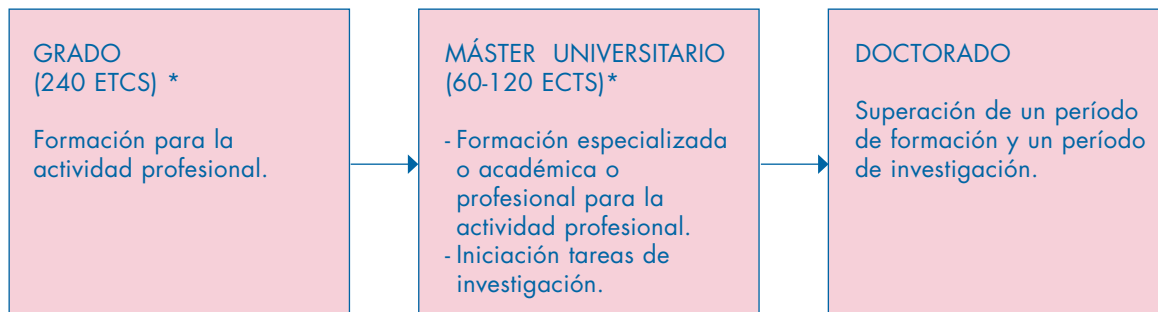 GRADO
(240 ETCS) *
Formación para la
actividad profesional.
MÁSTER UNIVERSITARIO
(60-120 ECTS)*
- Formación especializada
o académica o
profesional para la
actividad profesional.
- Iniciación tareas de
investigación.
DOCTORADO
Superación de un período
de formación y un período
de investigación.